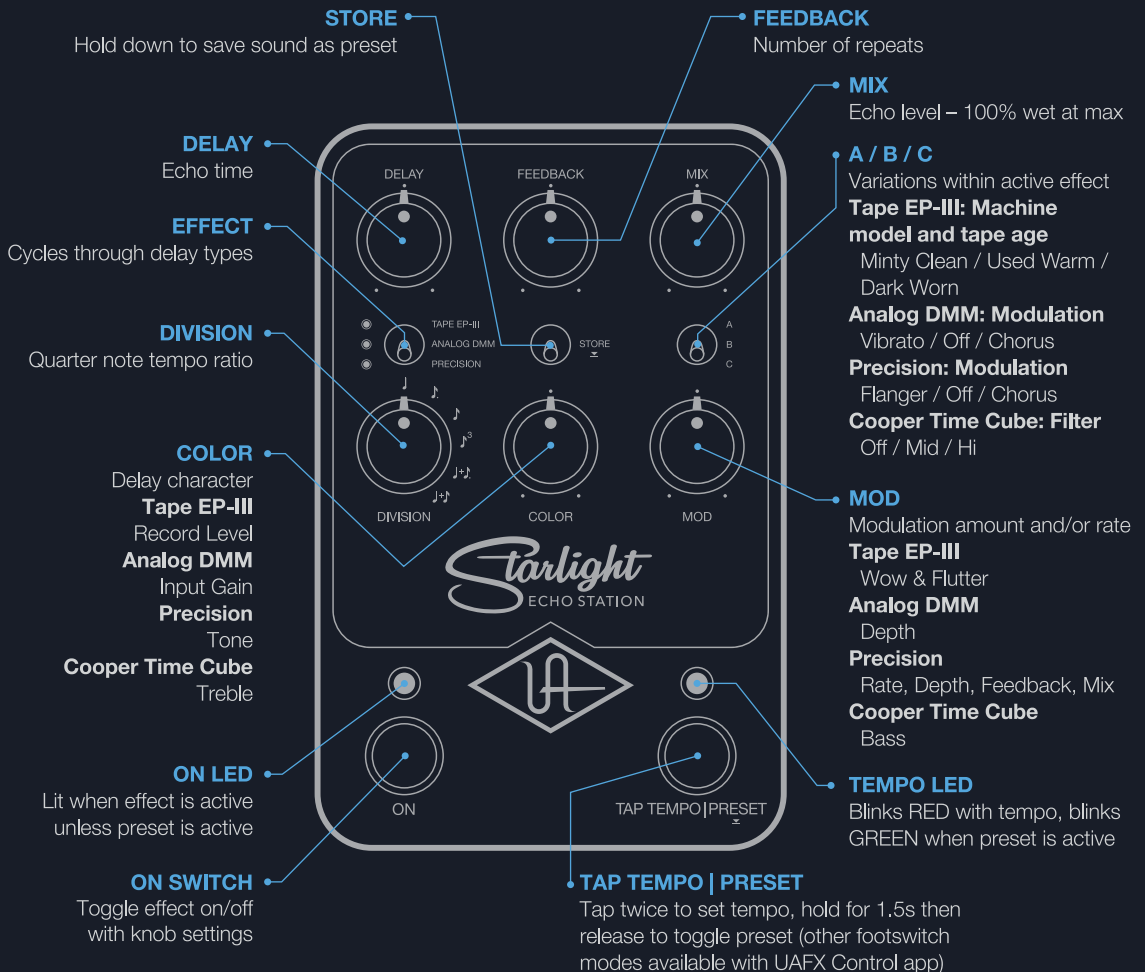 STORE
Hold down to save sound as preset
FEEDBACK
Number of repeats
MIX
Echo level – 100% wet at max
DELAY
Echo time
EFFECT
Cycles through delay types
DIVISION
Quarter note tempo ratio
COLOR
Delay character
Tape EP-III
Record Level
Analog DMM
Input Gain
Precision
Tone
Cooper Time Cube
Treble
ON LED
Lit when effect is active
unless preset is active
ON SWITCH
Toggle effect on/off
with knob settings
DELAY
FEEDBACK
MIX
TAPE EP-III
ANALOG DMM
PRECISION
STORE
A
B
C
3
DIVISION
COLOR
MOD
Starlight
ECHO STATION
UA
ON
TAP TEMPO | PRESET
A / B / C
Variations within active effect
Tape EP-III: Machine
model and tape age
Minty Clean / Used Warm /
Dark Worn
Analog DMM: Modulation
Vibrato / Off / Chorus
Precision: Modulation
Flanger / Off / Chorus
Cooper Time Cube: Filter
Off / Mid / Hi
MOD
Modulation amount and/or rate
Tape EP-III
Wow & Flutter
Analog DMM
Depth
Precision
Rate, Depth, Feedback, Mix
Cooper Time Cube
Bass
TEMPO LED
Blinks RED with tempo, blinks
GREEN when preset is active
TAP TEMPO | PRESET
Tap twice to set tempo, hold for 1.5s then
release to toggle preset (other footswitch
modes available with UAFX Control app)